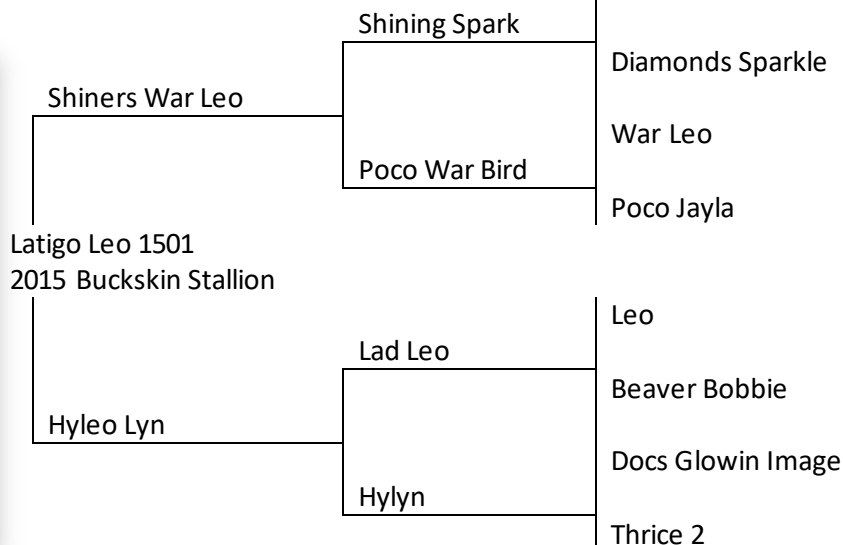 Shining Spark
Diamonds Sparkle
Shiners War Leo
War Leo
Poco War Bird
Poco Jayla
Latigo Leo 1501
2015 Buckskin Stallion
Leo
Lad Leo
Beaver Bobbie
Hyleo Lyn
Docs Glowin Image
Hylyn
Thrice 2